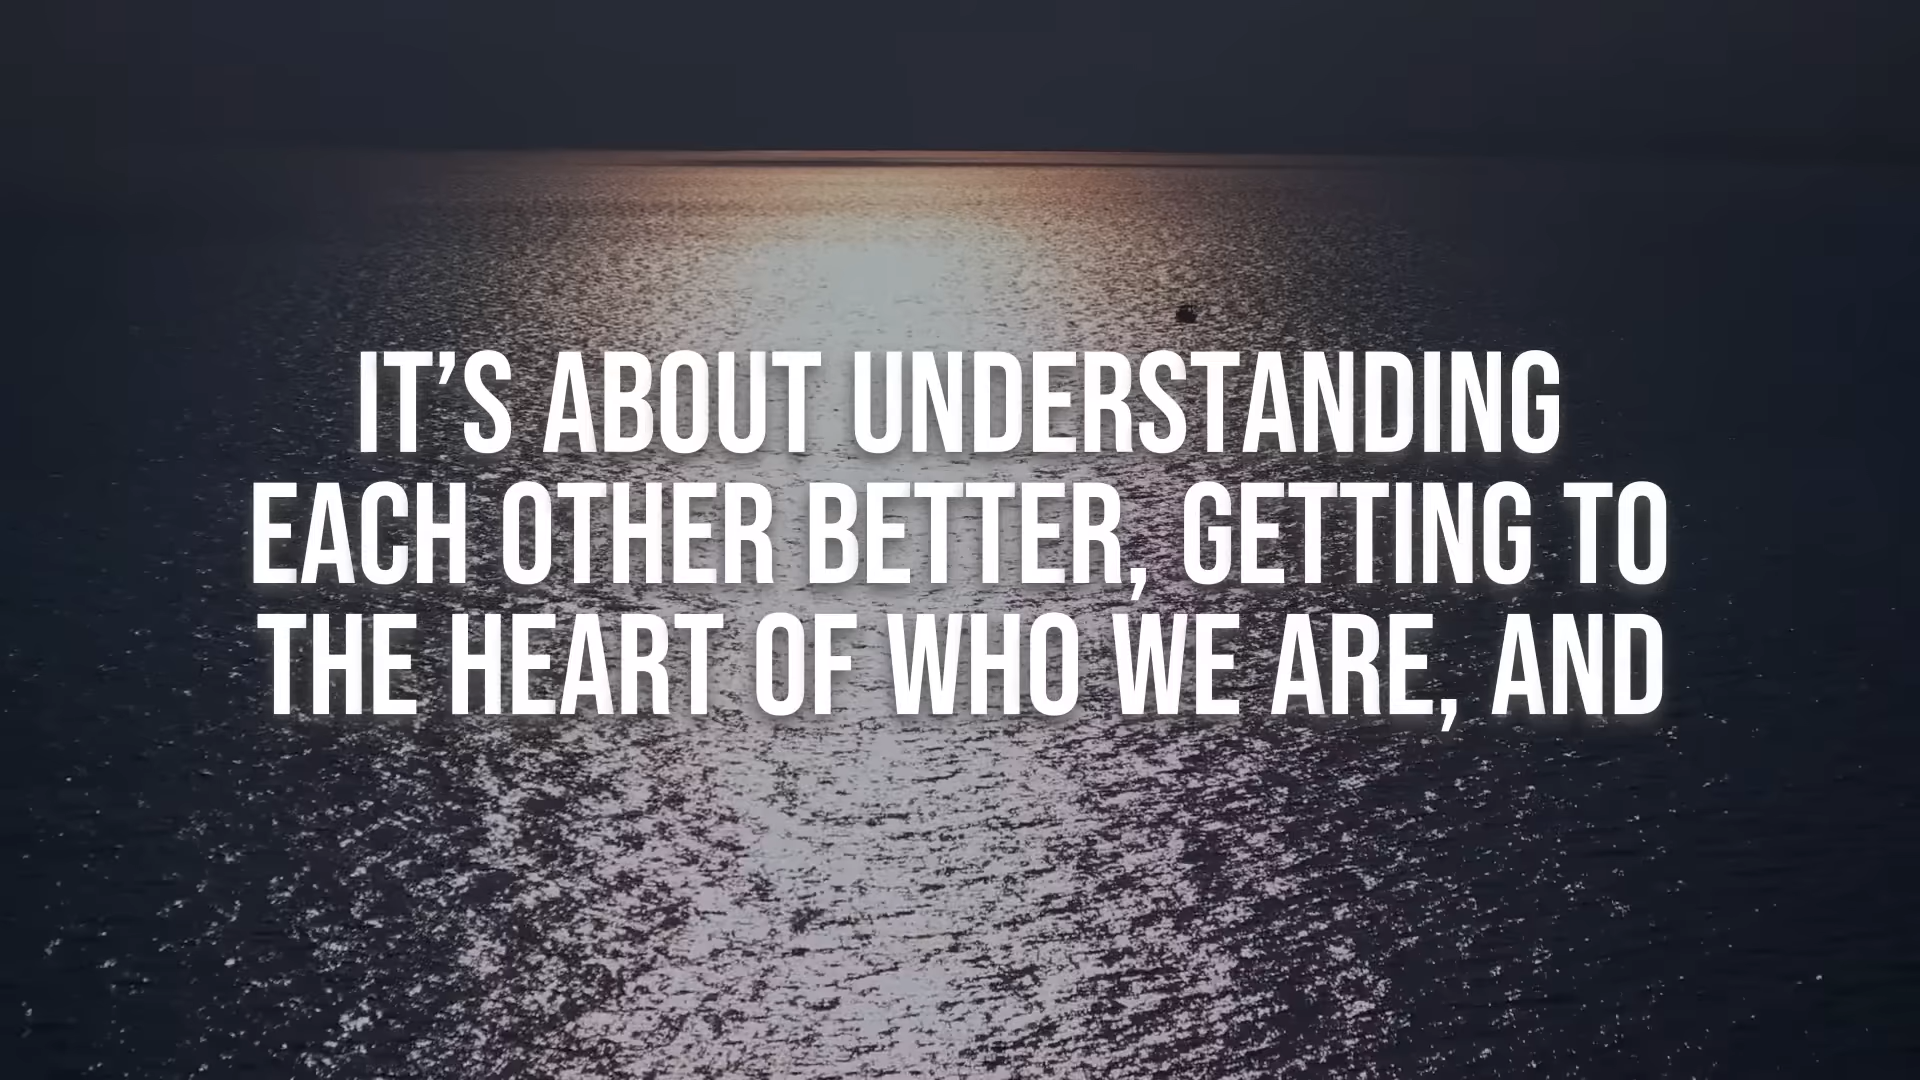 IT’S ABOUT UNDERSTANDING
EACH OTHER BETTER, GETTING TO
THE HEART OF WHO WE ARE, AND